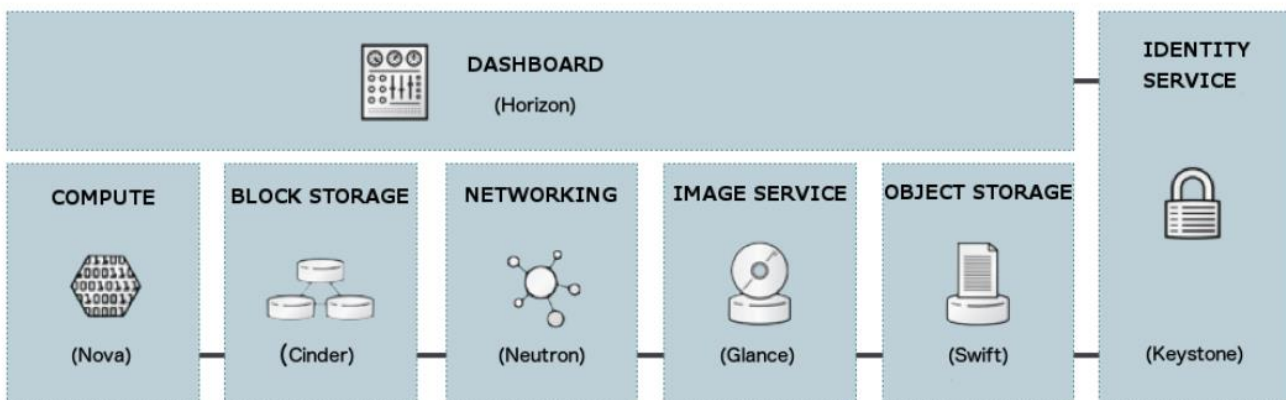 DASHBOARD
(Horizon)
IDENTITY
SERVICE
(Keystone)
COMPUTE
(Nova)
BLOCK STORAGE
(Cinder)
NETWORKING
(Neutron)
IMAGE SERVICE
(Glance)
OBJECT STORAGE
(Swift)